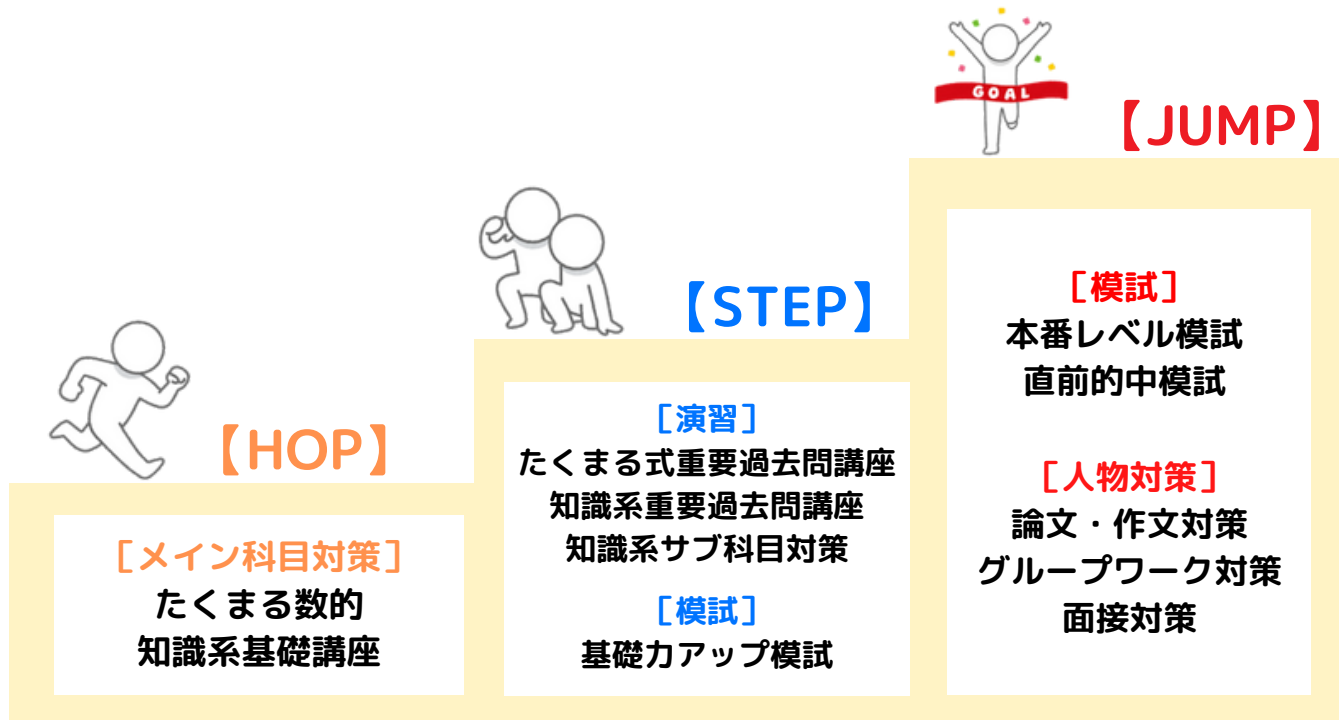 【HOP】
［メイン科目対策］
たくまる数的
知識系基礎講座
【STEP】
［演習］
たくまる式重要過去問講座
知識系重要過去問講座
知識系サブ科目対策
［模試］
基礎力アップ模試
GOAL
【JUMP】
［模試］
本番レベル模試
直前的中模試
［人物対策］
論文・作文対策
グループワーク対策
面接対策